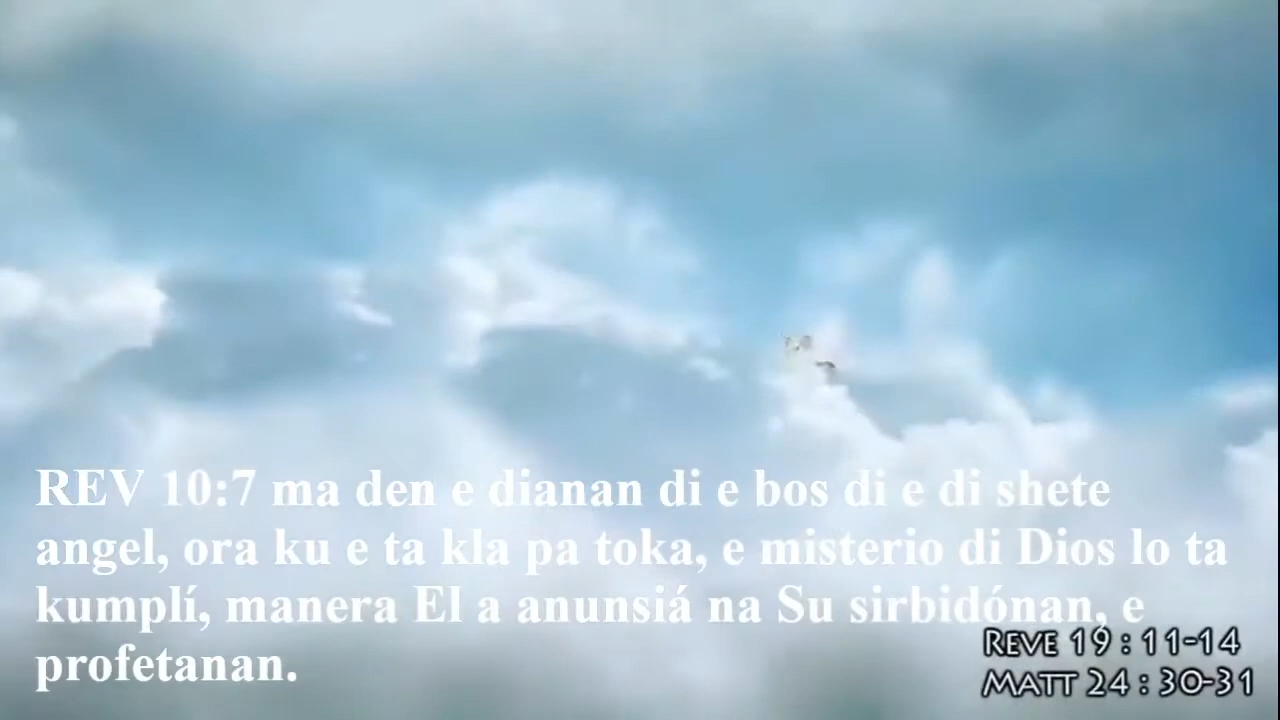 REV 10:7 ma den e dianan di e bos di e di shete
angel, ora ku e ta kla pa toka, e misterio di Dios lo ta
kumplí, manera El a anunsiá na Su sirbidónan, e
profetanan.
REVE 19 : 11-14
MATT 24 : 30-31